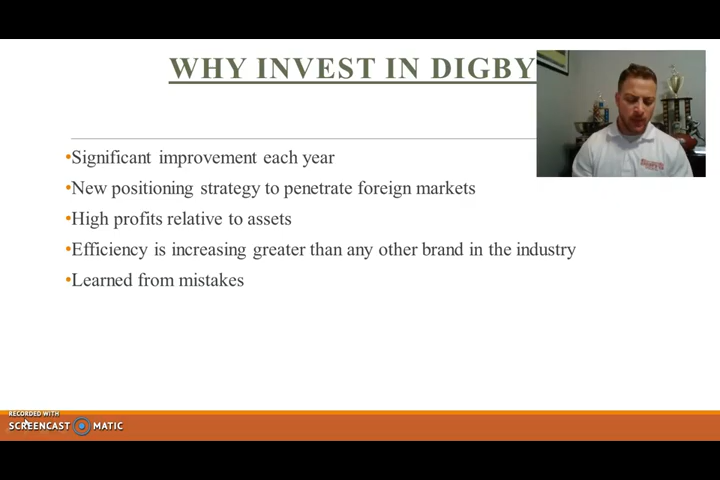 WHY INVEST IN DIGBY
•Significant improvement each year
•New positioning strategy to penetrate foreign markets
•High profits relative to assets
•Efficiency is increasing greater than any other brand in the industry
•Learned from mistakes
RECORDED WITH
SCREENCAST MATIC